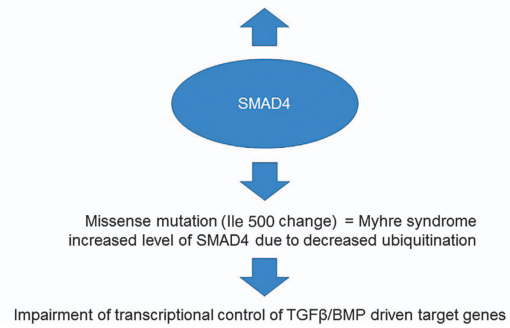 SMAD4
Missense mutation (Ile 500 change) = Myhre syndrome
increased level of SMAD4 due to decreased ubiquitination
Impairment of transcriptional control of TGFβ/BMP driven target genes